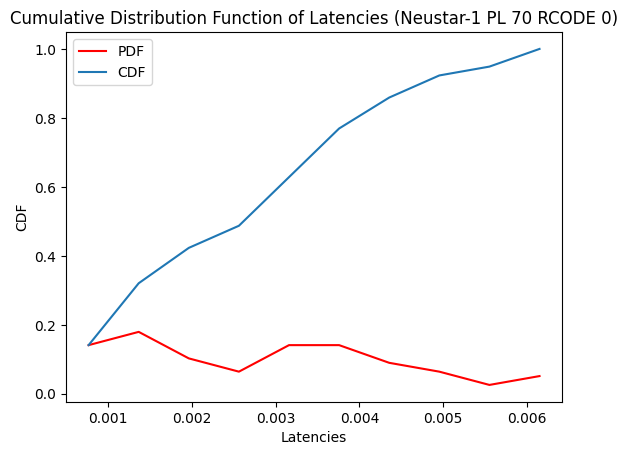 Cumulative Distribution Function of Latencies (Neustar-1 PL 70 RCODE 0)
PDF
CDF
CDF
1.0
0.8
0.6
0.4
0.2
0.0
0.001 0.002 0.003 0.004 0.005 0.006
Latencies